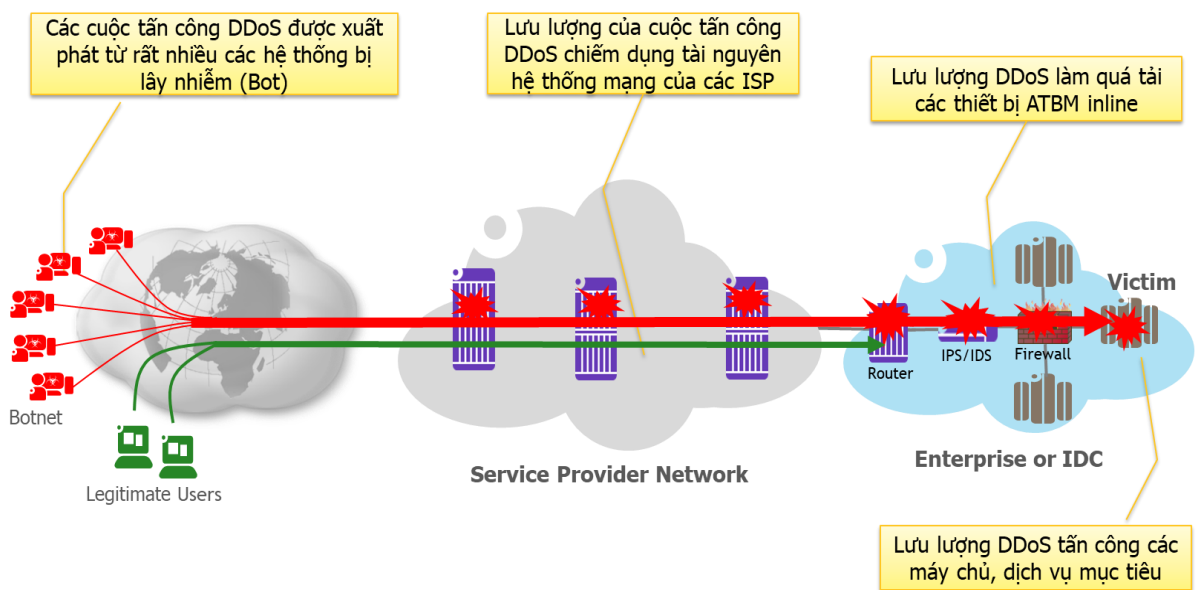 Các cuộc tấn công DDoS được xuất
phát từ rất nhiều các hệ thống bị
lây nhiễm (Bot)
Lưu lượng của cuộc tấn công
DDoS chiếm dụng tài nguyên
hệ thống mạng của các ISP
Lưu lượng DDoS làm quá tải
các thiết bị ATBM inline
Victim
IPS/IDS
Firewall
Router
Botnet
Legitimate Users
Service Provider Network
Enterprise or IDC
Lưu lượng DDoS tấn công các
máy chủ, dịch vụ mục tiêu